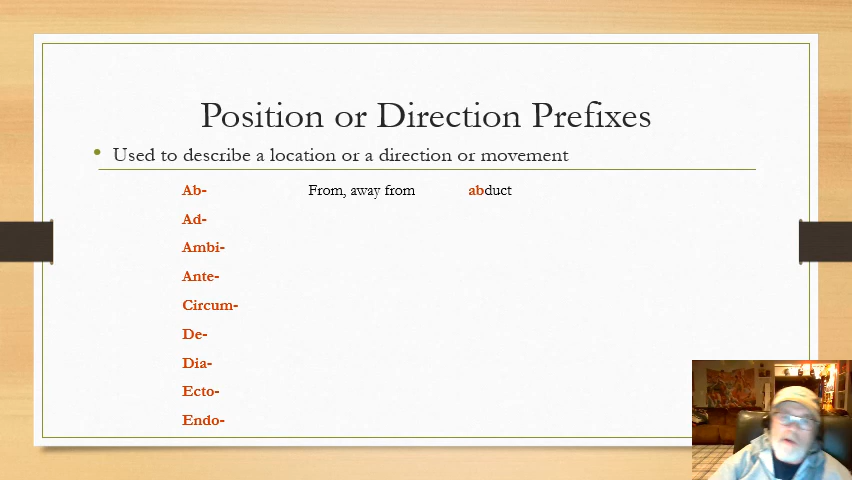 Position or Direction Prefixes
• Used to describe a location or a direction or movement
Ab- From, away from abduct
Ad-
Ambi-
Ante-
Circum-
De-
Dia-
Ecto-
Endo-